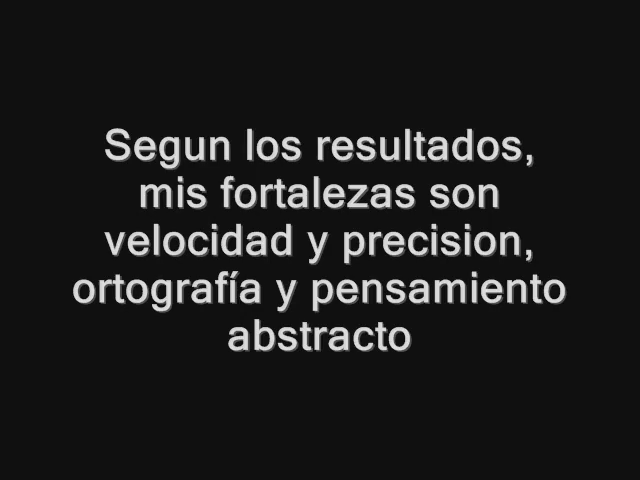 Segun los resultados,
mis fortalezas son
velocidad y precision,
ortografía y pensamiento
abstracto